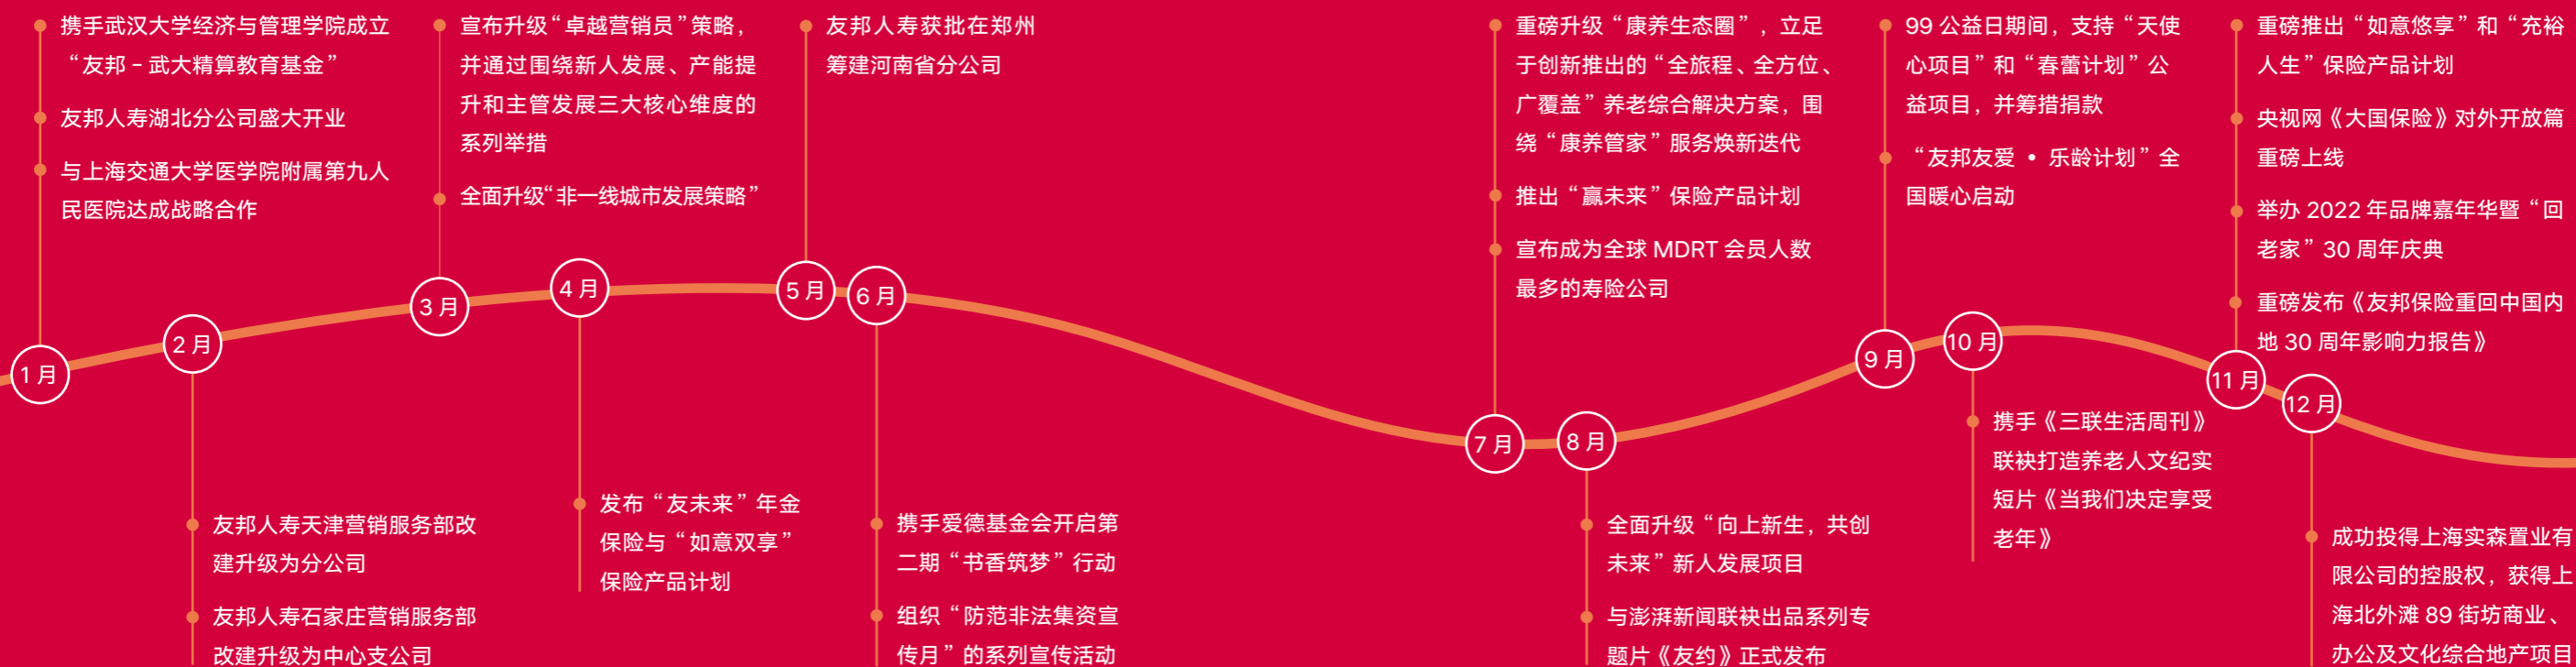 携手武汉大学经济与管理学院成立
“友邦 – 武大精算教育基金”
友邦人寿湖北分公司盛大开业
与上海交通大学医学院附属第九人
民医院达成战略合作
1 月
2 月
友邦人寿天津营销服务部改
建升级为分公司
友邦人寿石家庄营销服务部
改建升级为中心支公司
宣布升级“卓越营销员”策略，
并通过围绕新人发展、产能提
升和主管发展三大核心维度的
系列举措
全面升级“非一线城市发展策略”
3 月
4 月
发布“友未来”年金
保险与“如意双享”
保险产品计划
友邦人寿获批在郑州
筹建河南省分公司
5 月
6 月
携手爱德基金会开启第
二期“书香筑梦”行动
组织“防范非法集资宣
传月”的系列宣传活动
重磅升级“康养生态圈”，立足
于创新推出的“全旅程、全方位、
广覆盖”养老综合解决方案，围
绕“康养管家”服务焕新迭代
推出“赢未来”保险产品计划
宣布成为全球 MDRT 会员人数
最多的寿险公司
7 月
8 月
全面升级“向上新生，共创
未来”新人发展项目
与澎湃新闻联袂出品系列专
题片《友约》正式发布
99 公益日期间，支持“天使
心项目”和“春蕾计划”公
益项目，并筹措捐款
“友邦友爱 • 乐龄计划”全
国暖心启动
9 月
10 月
携手《三联生活周刊》
联袂打造养老人文纪实
短片《当我们决定享受
老年》
重磅推出“如意悠享”和“充裕
人生”保险产品计划
央视网《大国保险》对外开放篇
重磅上线
举办 2022 年品牌嘉年华暨“回
老家”30 周年庆典
重磅发布《友邦保险重回中国内
地 30 周年影响力报告》
11 月
12 月
成功投得上海实森置业有
限公司的控股权，获得上
海北外滩 89 街坊商业、
办公及文化综合地产项目